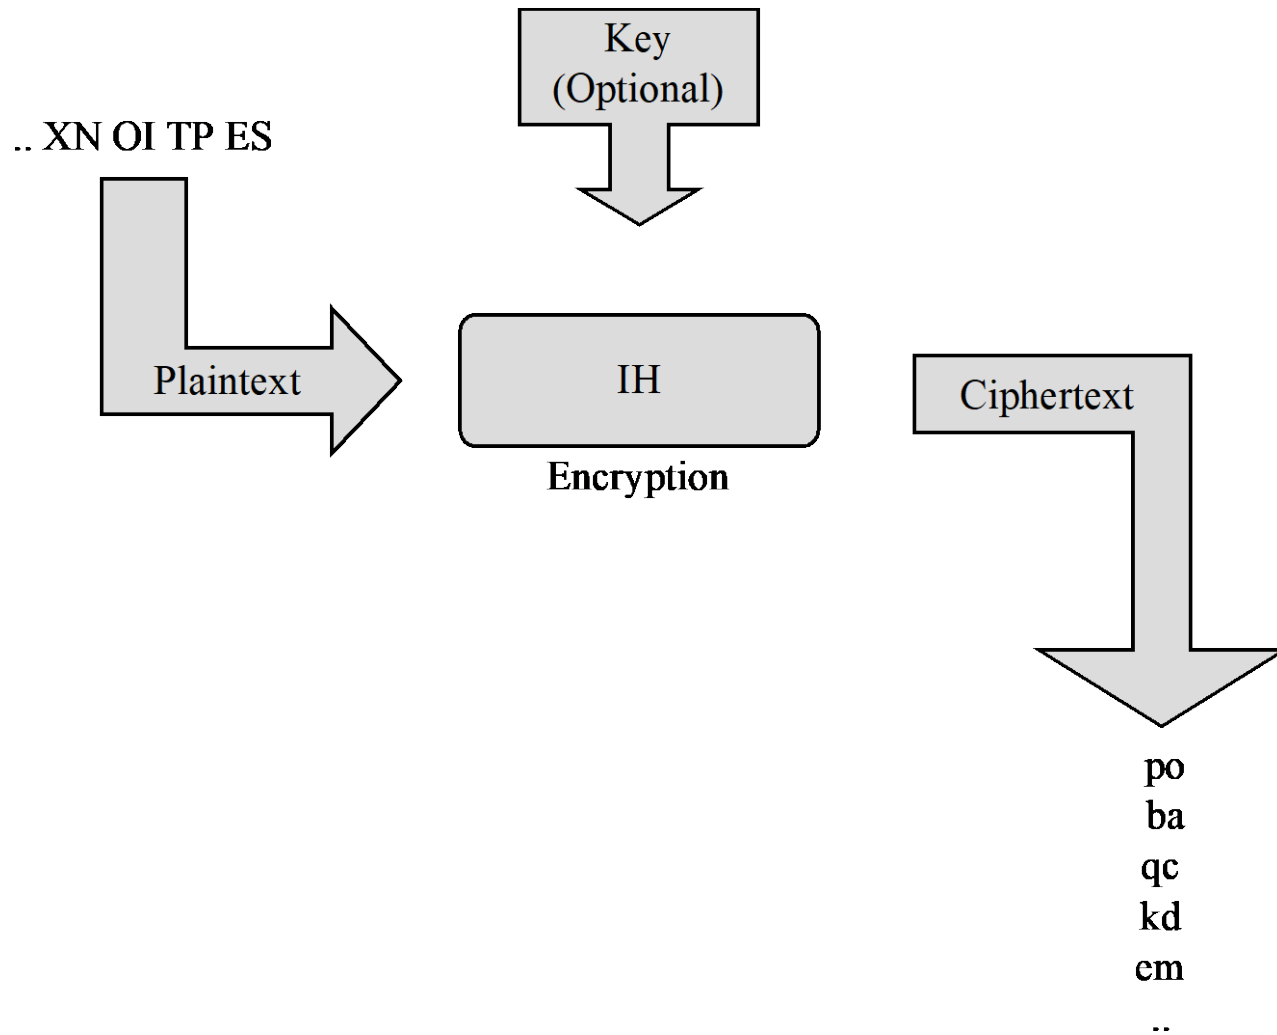 Key
(Optional)
.. XN OI TP ES
Plaintext
IH
Ciphertext
Encryption
po
ba
qc
kd
em
..